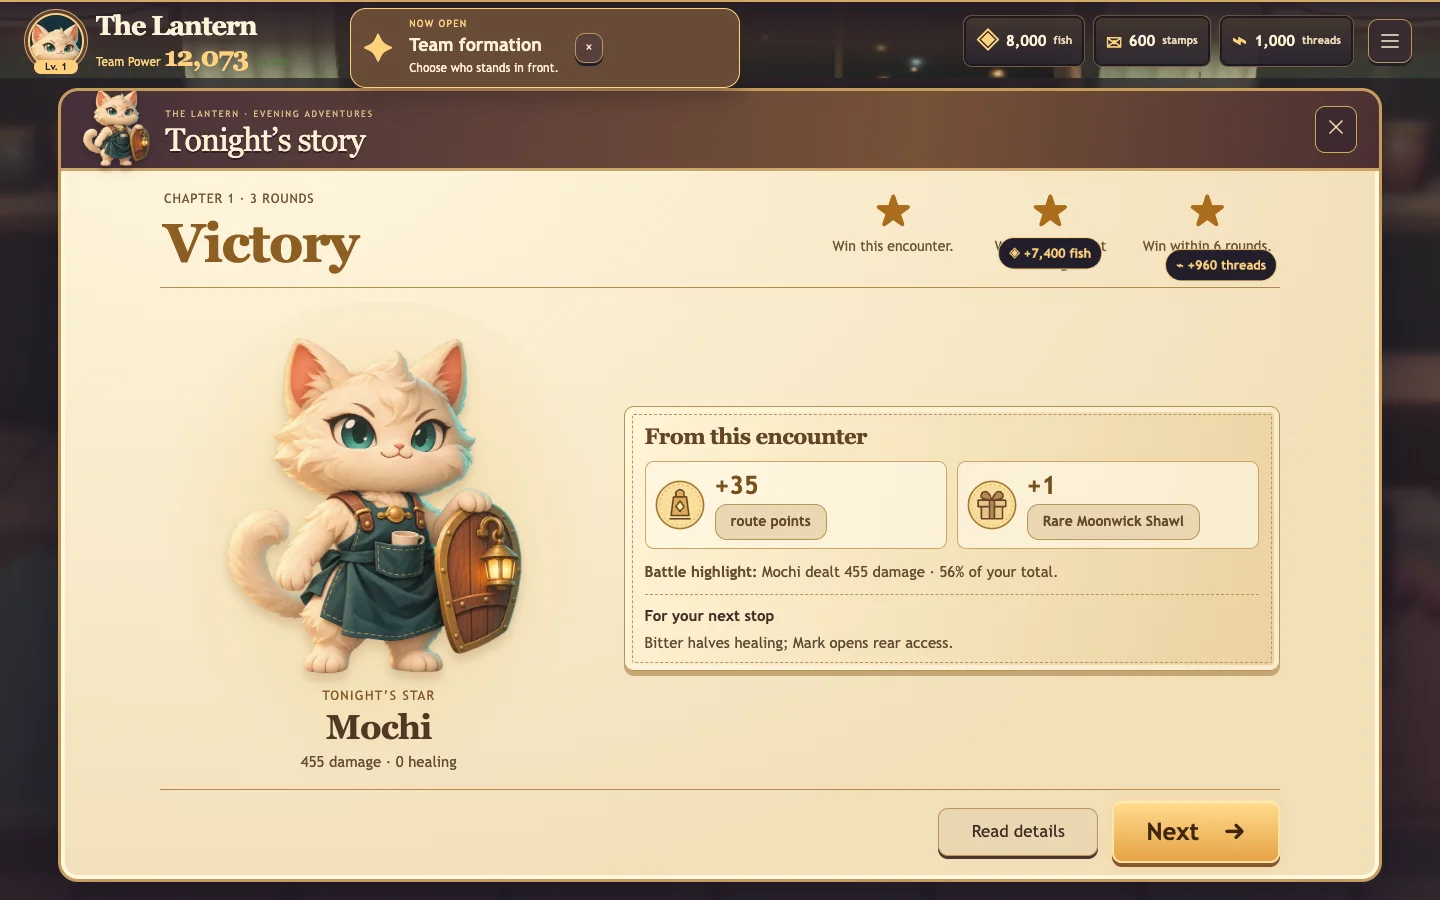 The Lantern
Team Power 12,073
Lv. 1
NOW OPEN
Team formation
Choose who stands in front.
×
8,000 fish
600 stamps
1,000 threads
THE LANTERN · EVENING ADVENTURES
Tonight’s story
CHAPTER 1 · 3 ROUNDS
Victory
Win this encounter.
+7,400 fish
Win within 6 rounds.
+960 threads
From this encounter
+35
route points
+1
Rare Moonwick Shawl
Battle highlight: Mochi dealt 455 damage · 56% of your total.
For your next stop
Bitter halves healing; Mark opens rear access.
TONIGHT’S STAR
Mochi
455 damage · 0 healing
Read details
Next →